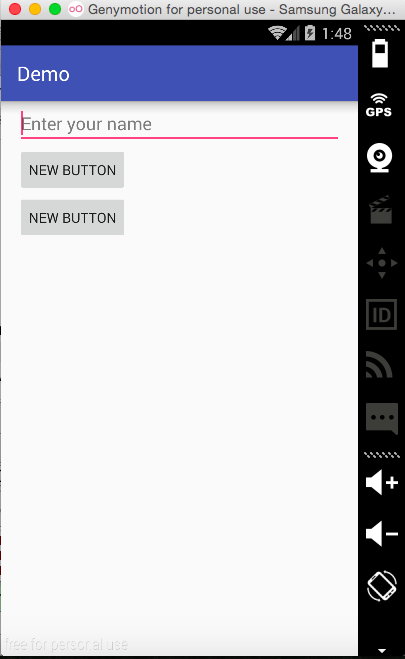 Genymotion for personal use - Samsung Galaxy...
1:48
Demo
GPS
Enter your name
NEW BUTTON
NEW BUTTON
ID
free for personal use